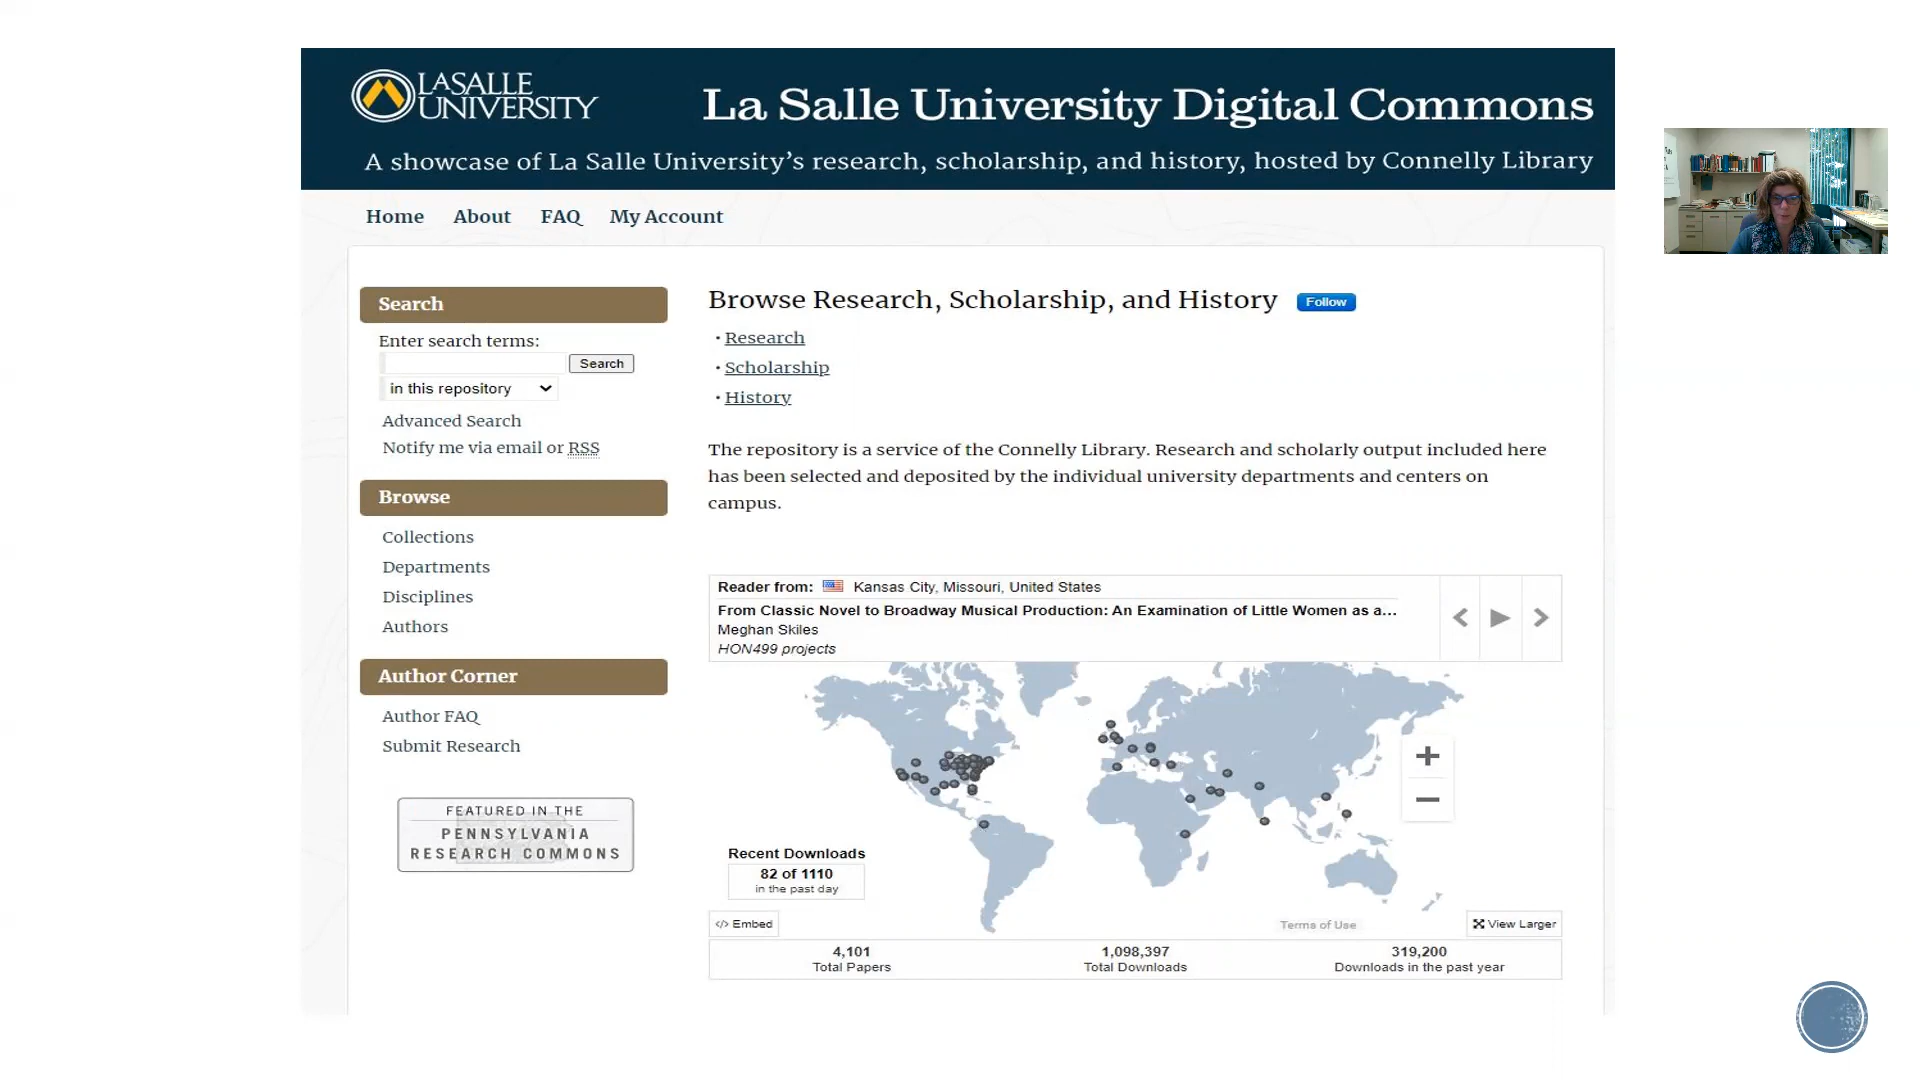 LASALLE
UNIVERSITY
La Salle University Digital Commons
A showcase of La Salle University's research, scholarship, and history, hosted by Connelly Library
Home About FAQ My Account
Search
Enter search terms:
Search
in this repository
Advanced Search
Notify me via email or RSS
Browse
Collections
Departments
Disciplines
Authors
Author Corner
Author FAQ
Submit Research
FEATURED IN THE
PENNSYLVANIA
RESEARCH COMMONS
Browse Research, Scholarship, and History Follow
• Research
• Scholarship
• History
The repository is a service of the Connelly Library. Research and scholarly output included here
has been selected and deposited by the individual university departments and centers on
campus.
Reader from: Kansas City, Missouri, United States
From Classic Novel to Broadway Musical Production: An Examination of Little Women as a...
Meghan Skiles
HON499 projects
Recent Downloads
82 of 1110
in the past day
</> Embed
Terms of Use
View Larger
4,101 1,098,397 319,200
Total Papers Total Downloads Downloads in the past year